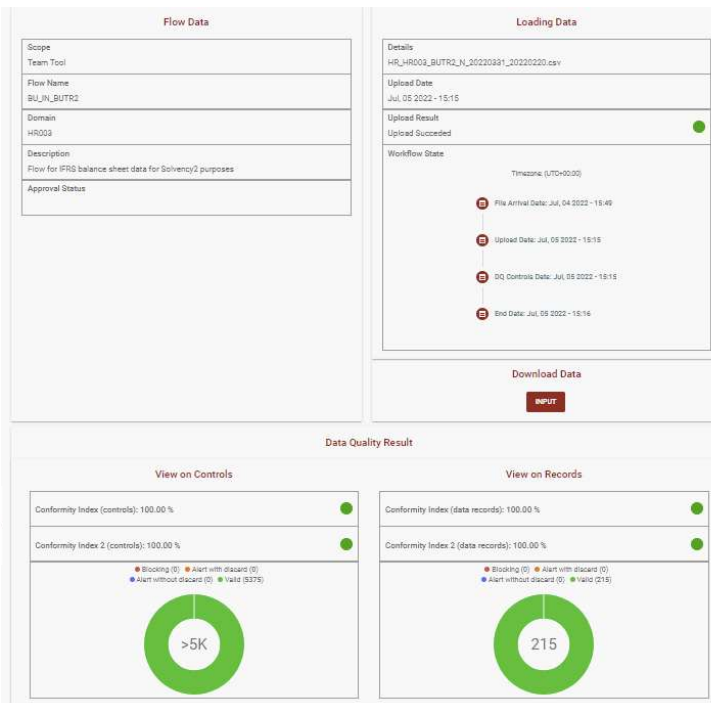 Flow Data
Scope
Team Tool
Flow Name
BU_IN_BUTR2
Domain
HR003
Description
Flow for IFRS balance sheet data for Solvency2 purposes
Approval Status
Loading Data
Details
HR_HR003_BUTR2_N_20220331_20220220.csv
Upload Date
Jul, 05 2022 - 15:15
Upload Result
Upload Succeded
Workflow State
Timezone: (UTC+00:00)
File Arrival Date: Jul, 04 2022 - 15:49
Upload Date: Jul, 05 2022 - 15:15
DQ Controls Date: Jul, 05 2022 - 15:15
End Date: Jul, 05 2022 - 15:16
Download Data
INPUT
Data Quality Result
View on Controls
Conformity Index (controls): 100.00 %
Conformity Index 2 (controls): 100.00 %
Blocking (0) Alert with discard (0)
Alert without discard (0) Valid (5375)
>5K
View on Records
Conformity Index (data records): 100.00 %
Conformity Index 2 (data records): 100.00 %
Blocking (0) Alert with discard (0)
Alert without discard (0) Valid (215)
215